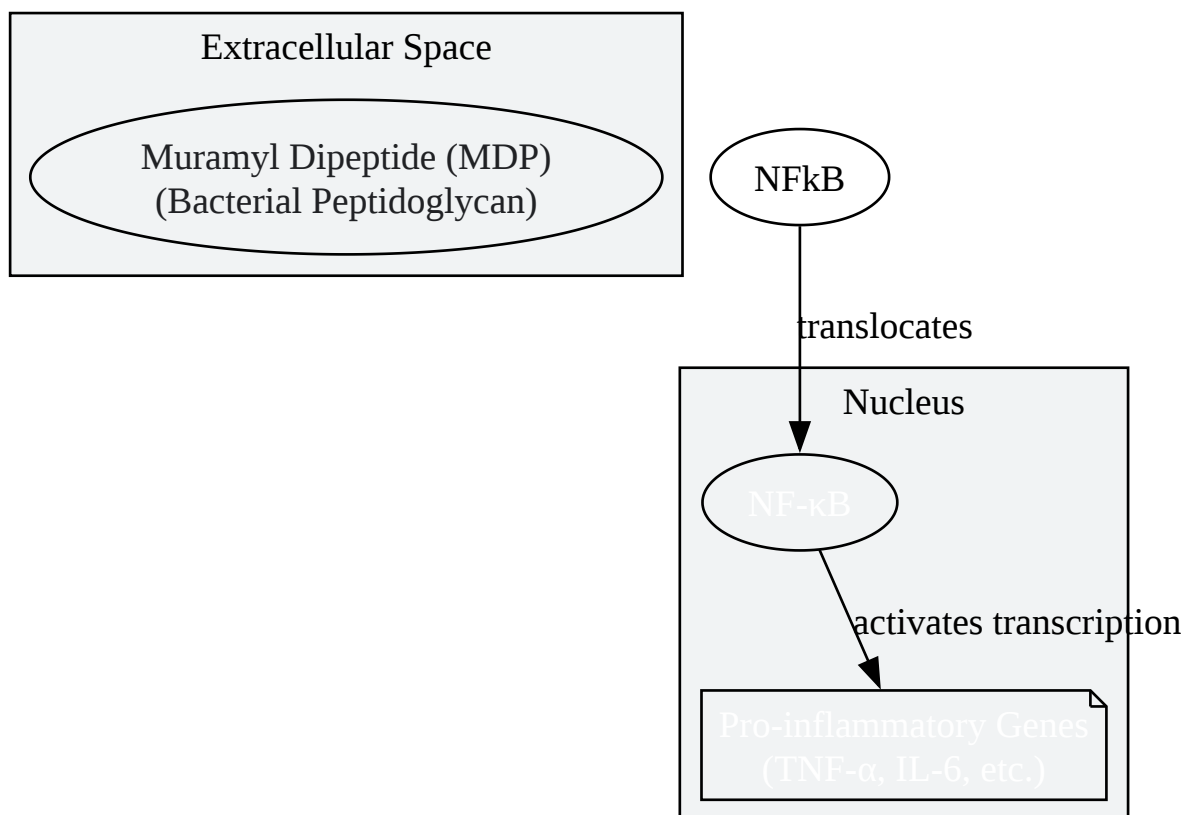 Extracellular Space
Muramyl Dipeptide (MDP)
(Bacterial Peptidoglycan)
NFkB
translocates
Nucleus
NF-κB
activates transcription
Pro-inflammatory Genes
(TNF-α, IL-6, etc.)